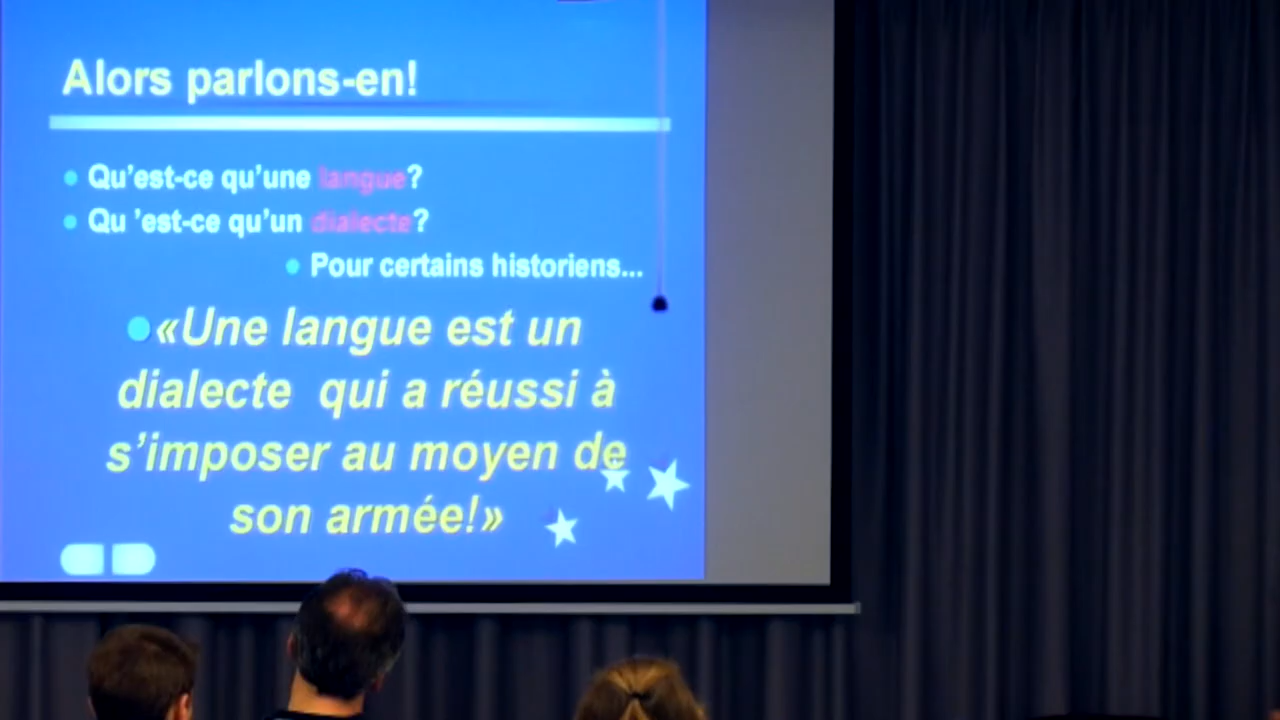 Alors parlons-en!
Qu'est-ce qu'une langue?
Qu 'est-ce qu'un dialecte?
Pour certains historiens...
«Une langue est un
dialecte qui a réussi à
s'imposer au moyen de
son armée!»